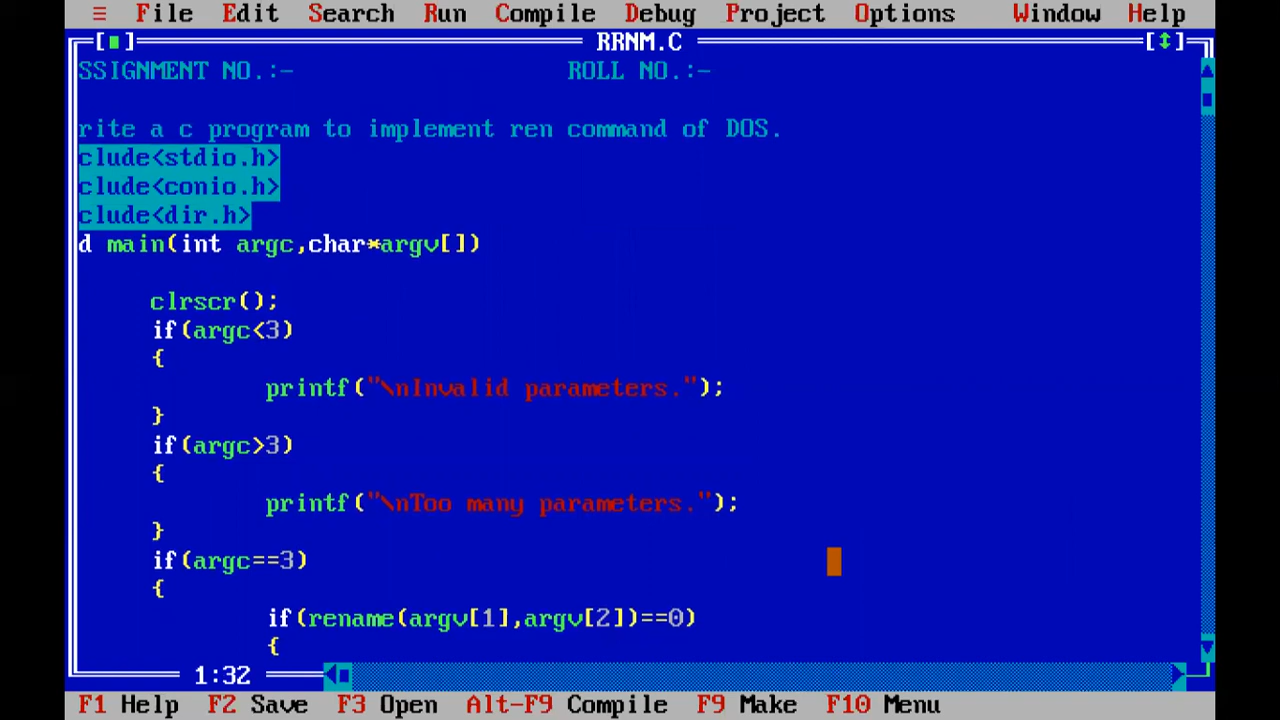 ≡ File Edit Search Run Compile Debug Project Options Window Help
[■] RRNM.C [↕]
SSIGNMENT NO.:- ROLL NO.:-
rite a c program to implement ren command of DOS.
clude<stdio.h>
clude<conio.h>
clude<dir.h>
d main(int argc,char*argv[])
clrscr();
if(argc<3)
{
printf("\nInvalid parameters.");
}
if(argc>3)
{
printf("\nToo many parameters.");
}
if(argc==3)
{
if(rename(argv[1],argv[2])==0)
{
1:32
F1 Help F2 Save F3 Open Alt-F9 Compile F9 Make F10 Menu